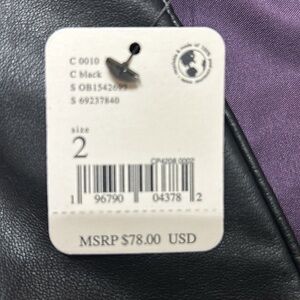 C 0010
C black
S OB1542693
S 69237840
size
2
CP4208 0002
1 96790 04378 2
MSRP $78.00 USD